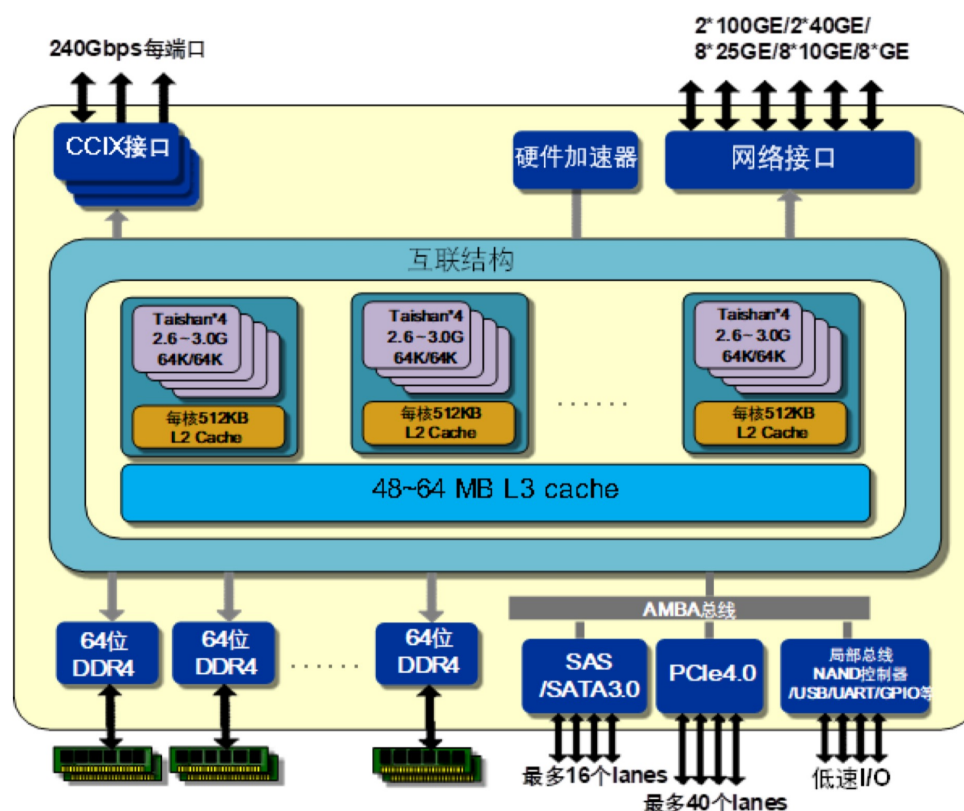 240Gbps每端口
2*100GE/2*40GE/
8*25GE/8*10GE/8*GE
CCIX接口
硬件加速器
网络接口
互联结构
Taishan*4
2.6~3.0G
64K/64K
每核512KB
L2 Cache
Taishan*4
2.6~3.0G
64K/64K
每核512KB
L2 Cache
......
Taishan*4
2.6~3.0G
64K/64K
每核512KB
L2 Cache
48~64 MB L3 cache
AMBA总线
64位
DDR4
64位
DDR4
......
64位
DDR4
SAS
/SATA3.0
PCIe4.0
局部总线
NAND控制器
/USB/UART/GPIO等
最多16个lanes
最多40个lanes
低速I/O